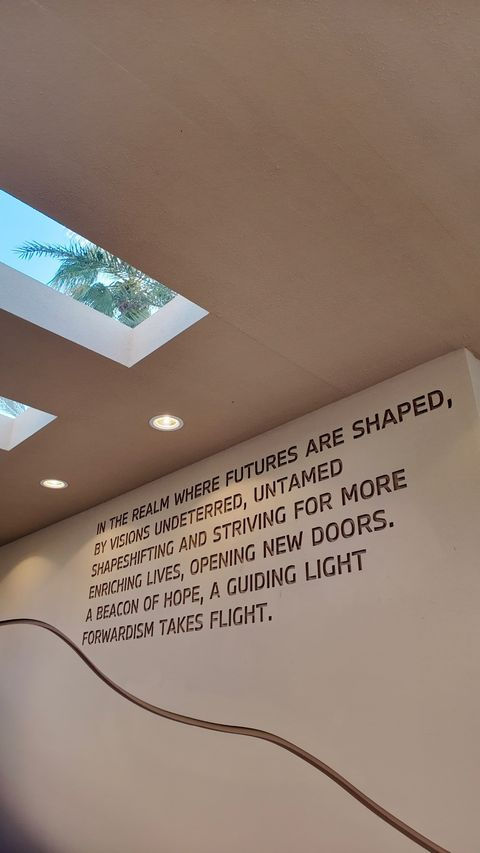 IN THE REALM WHERE FUTURES ARE SHAPED,
BY VISIONS UNDETERRED, UNTAMED
SHAPESHIFTING AND STRIVING FOR MORE
ENRICHING LIVES, OPENING NEW DOORS.
A BEACON OF HOPE, A GUIDING LIGHT
FORWARDISM TAKES FLIGHT.